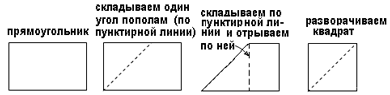 прямоугольник
складываем один
угол пополам (по
пунктирной линии)
складываем по
пунктирной ли-
нии и отрываем
по ней
разворачиваем
квадрат